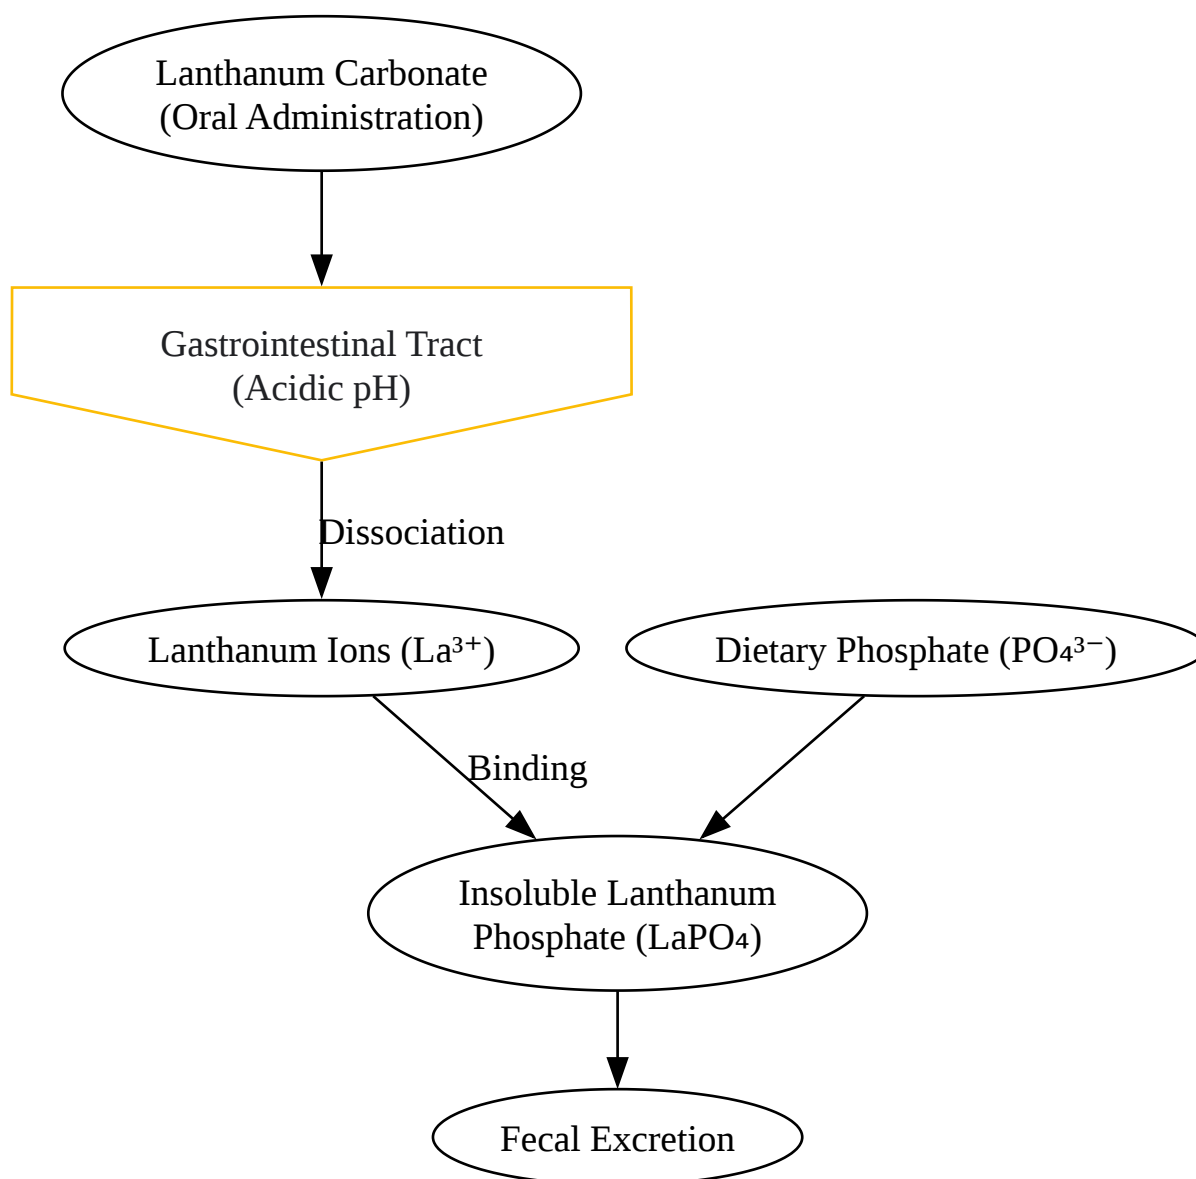 Lanthanum Carbonate
(Oral Administration)
Gastrointestinal Tract
(Acidic pH)
Dissociation
Lanthanum Ions (La³⁺)
Dietary Phosphate (PO₄³⁻)
Binding
Insoluble Lanthanum
Phosphate (LaPO₄)
Fecal Excretion